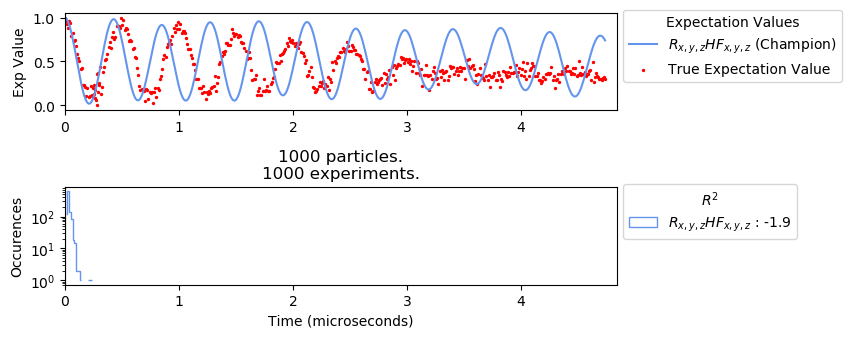 Expectation Values
R_{x,y,z}HF_{x,y,z} (Champion)
True Expectation Value
Exp Value
1.0
0.5
0.0
0 1 2 3 4
1000 particles.
1000 experiments.
R^2
R_{x,y,z}HF_{x,y,z} : -1.9
Occurences
10^2
10^1
10^0
0 1 2 3 4
Time (microseconds)